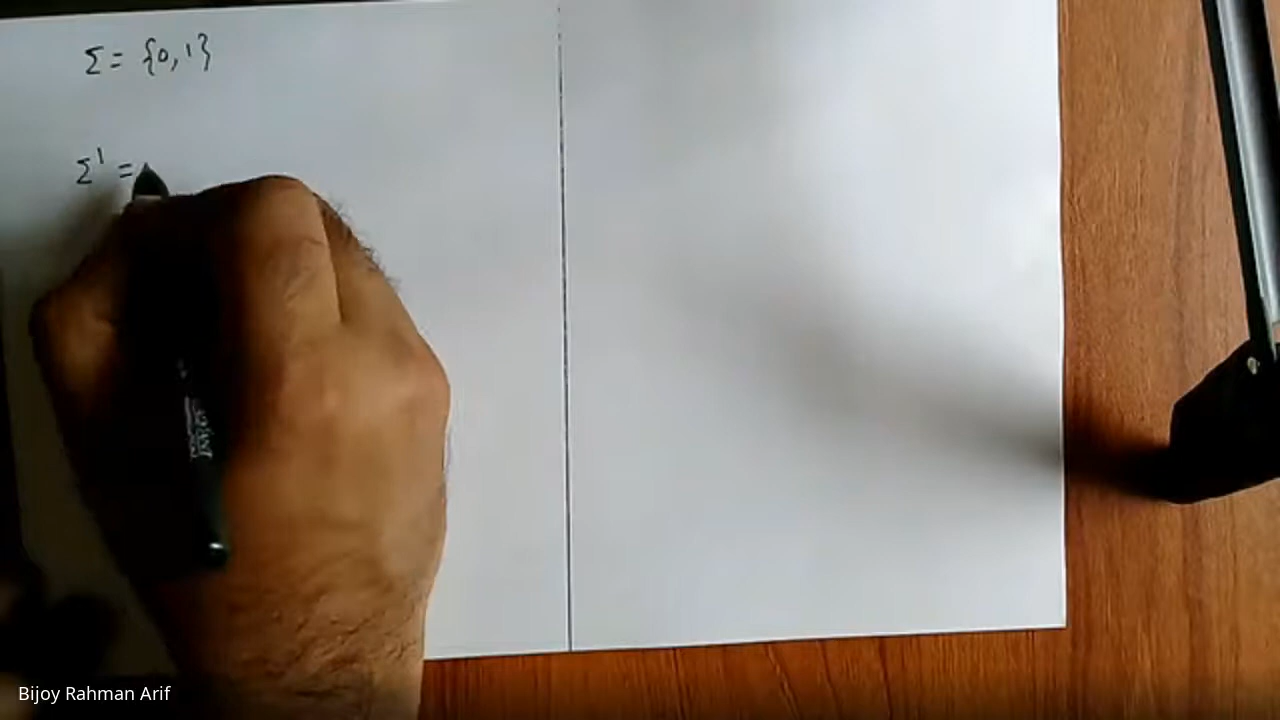 Σ = {0, 1}
Σ¹ =
Bijoy Rahman Arif